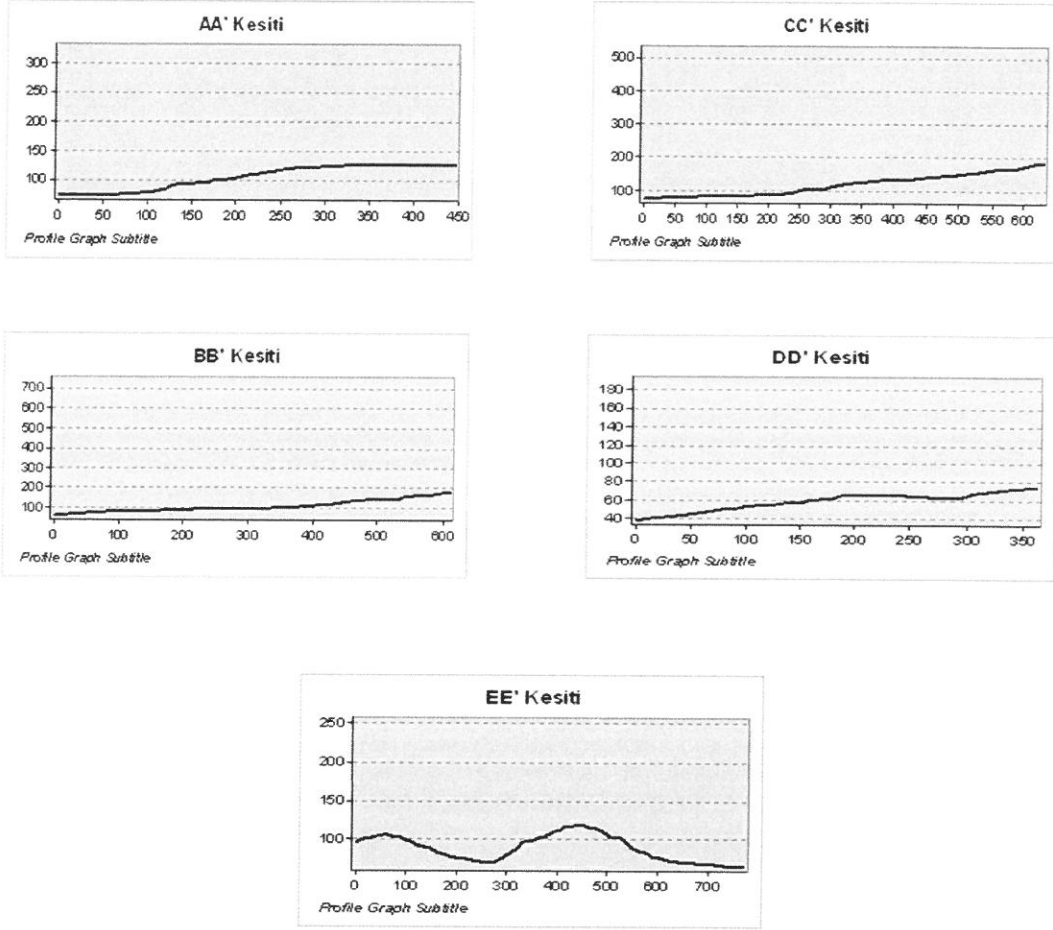 AA' Kesiti
300
250
200
150
100
0 50 100 150 200 250 300 350 400 450
Profile Graph Subtitle
CC' Kesiti
500
400
300
200
100
0 50 100 150 200 250 300 350 400 450 500 550 600
Profile Graph Subtitle
BB' Kesiti
700
600
500
400
300
200
100
0 100 200 300 400 500 600
Profile Graph Subtitle
DD' Kesiti
180
160
140
120
100
80
60
40
0 50 100 150 200 250 300 350
Profile Graph Subtitle
EE' Kesiti
250
200
150
100
0 100 200 300 400 500 600 700
Profile Graph Subtitle